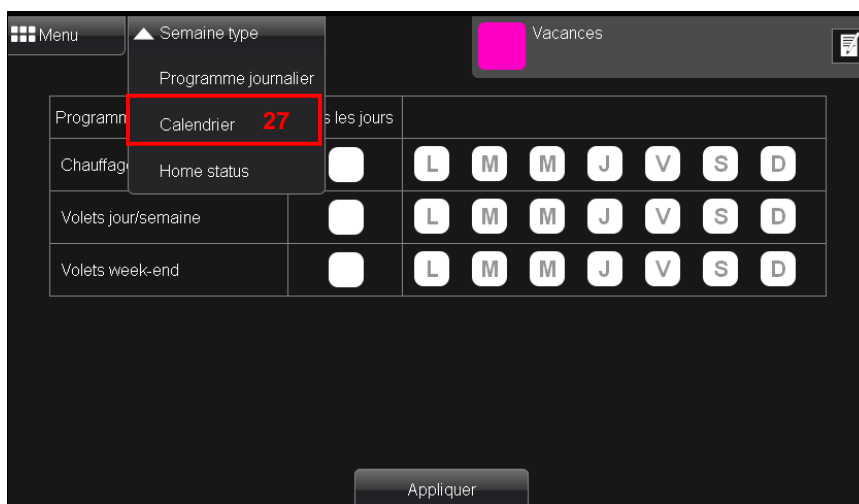 Menu
Semaine type
Vacances
Programme journalier
Calendrier 27
Home status
Programm s les jours
Chauffag L M M J V S D
Volets jour/semaine L M M J V S D
Volets week-end L M M J V S D
Appliquer